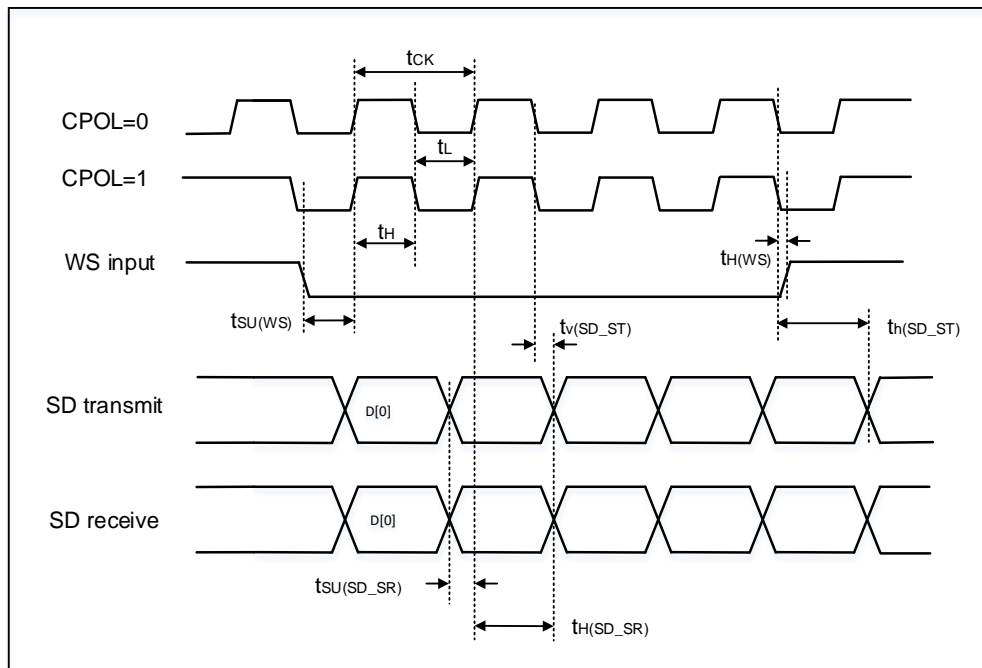 tCK
CPOL=0
tL
CPOL=1
tH
WS input
tH(WS)
tSU(WS)
tv(SD_ST)
th(SD_ST)
SD transmit
D[0]
SD receive
D[0]
tSU(SD_SR)
tH(SD_SR)